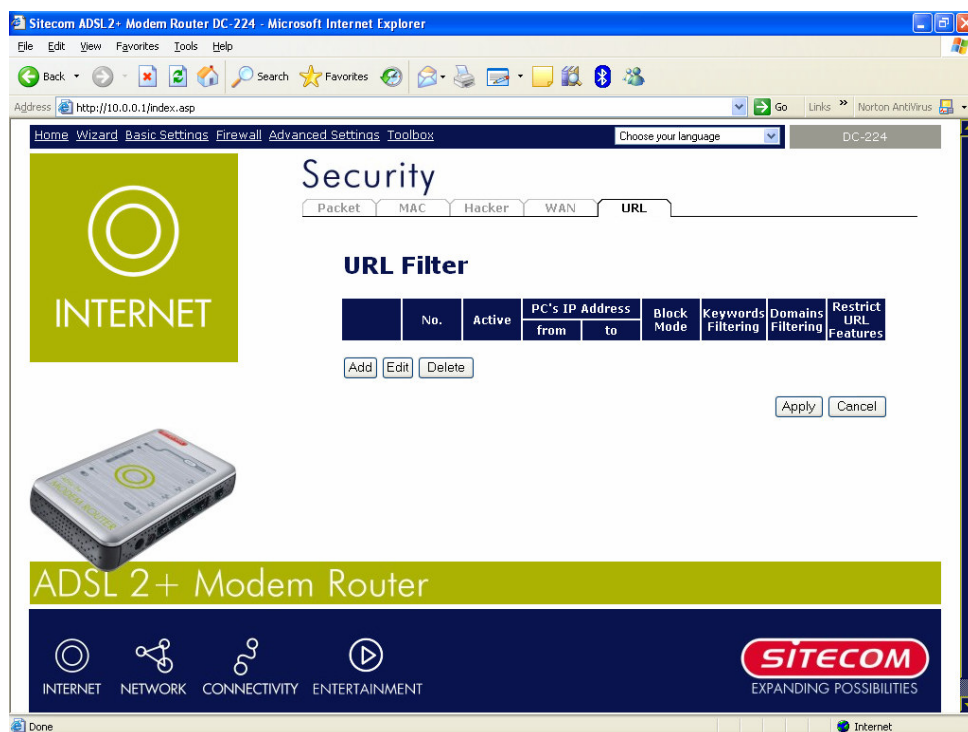 Sitecom ADSL2+ Modem Router DC-224 - Microsoft Internet Explorer
File Edit View Favorites Tools Help
Back Search Favorites
Address http://10.0.0.1/index.asp Go Links » Norton AntiVirus
Home Wizard Basic Settings Firewall Advanced Settings Toolbox Choose your language DC-224
Security
Packet MAC Hacker WAN URL
URL Filter
INTERNET
No. Active PC's IP Address from to Block Mode Keywords Filtering Domains Filtering Restrict URL Features
Add Edit Delete
Apply Cancel
MODEM ROUTER
ADSL 2+ Modem Router
INTERNET NETWORK CONNECTIVITY ENTERTAINMENT
SITECOM
EXPANDING POSSIBILITIES
Done Internet